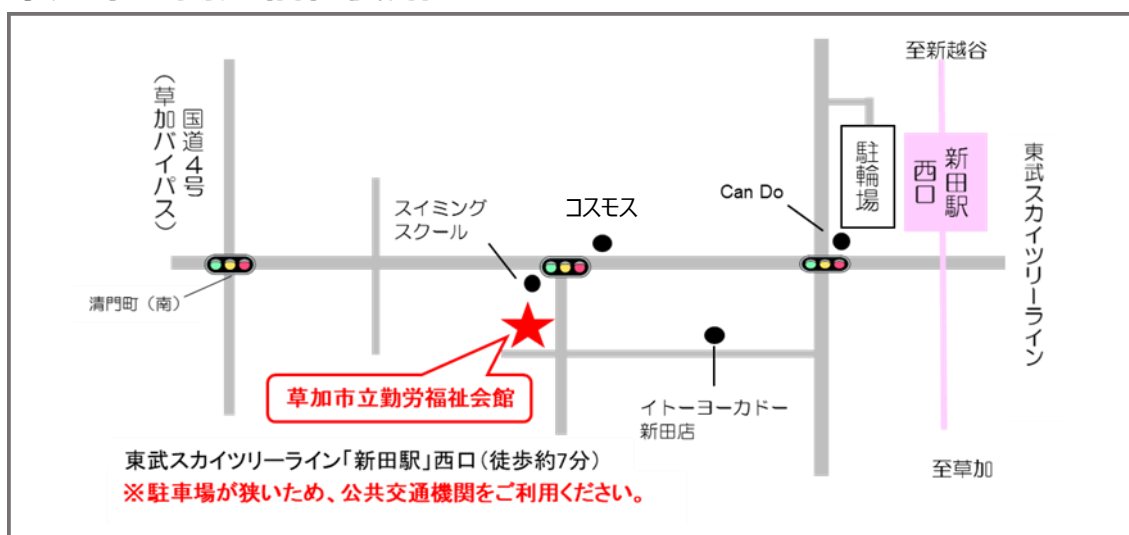 至新越谷
国道4号
（草加バイパス）
駐輪場
新田駅
西口
東武スカイツリーライン
Can Do
コスモス
スイミング
スクール
清門町（南）
草加市立勤労福祉会館
イトーヨーカドー
新田店
至草加
東武スカイツリーライン「新田駅」西口（徒歩約7分）
※駐車場が狭いため、公共交通機関をご利用ください。